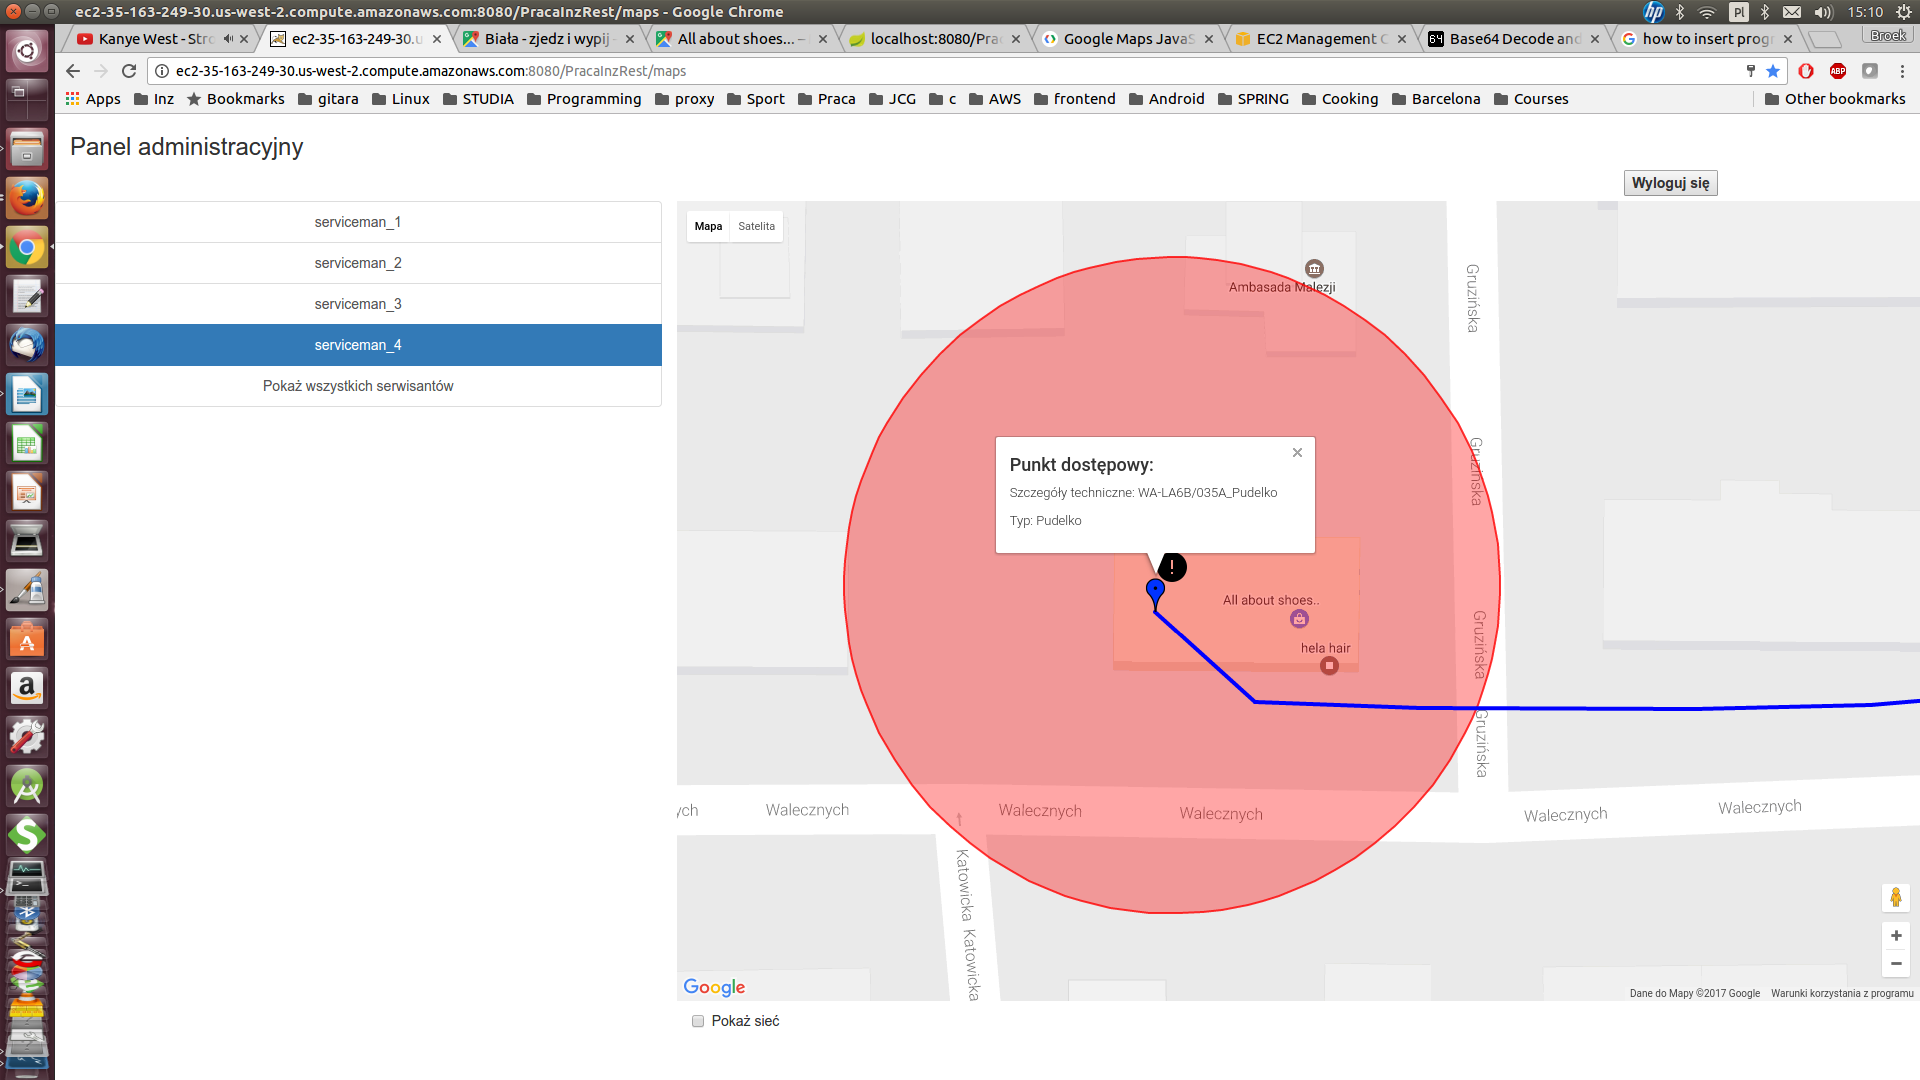 ec2-35-163-249-30.us-west-2.compute.amazonaws.com:8080/PracaInzRest/maps - Google Chrome
Pl
15:10
Kanye West - Stro
ec2-35-163-249-30.u
Biała - zjedz i wypij -
All about shoes... –
localhost:8080/Prac
Google Maps JavaS
EC2 Management C
Base64 Decode and
how to insert progr
Broek
ec2-35-163-249-30.us-west-2.compute.amazonaws.com:8080/PracaInzRest/maps
ABP
Apps
Inz
Bookmarks
gitara
Linux
STUDIA
Programming
proxy
Sport
Praca
JCG
c
AWS
frontend
Android
SPRING
Cooking
Barcelona
Courses
Other bookmarks
Panel administracyjny
Wyloguj się
serviceman_1
serviceman_2
serviceman_3
serviceman_4
Pokaż wszystkich serwisantów
Mapa
Satelita
Ambasada Malezji
Gruzińska
Gruzińska
Punkt dostępowy:
Szczegóły techniczne: WA-LA6B/035A_Pudelko
Typ: Pudelko
All about shoes..
hela hair
Gruzińska
Gruzińska
ych
Walecznych
Walecznych
Walecznych
Walecznych
Walecznych
Katowicka
Katowicka
Google
Dane do Mapy ©2017 Google
Warunki korzystania z programu
Pokaż sieć